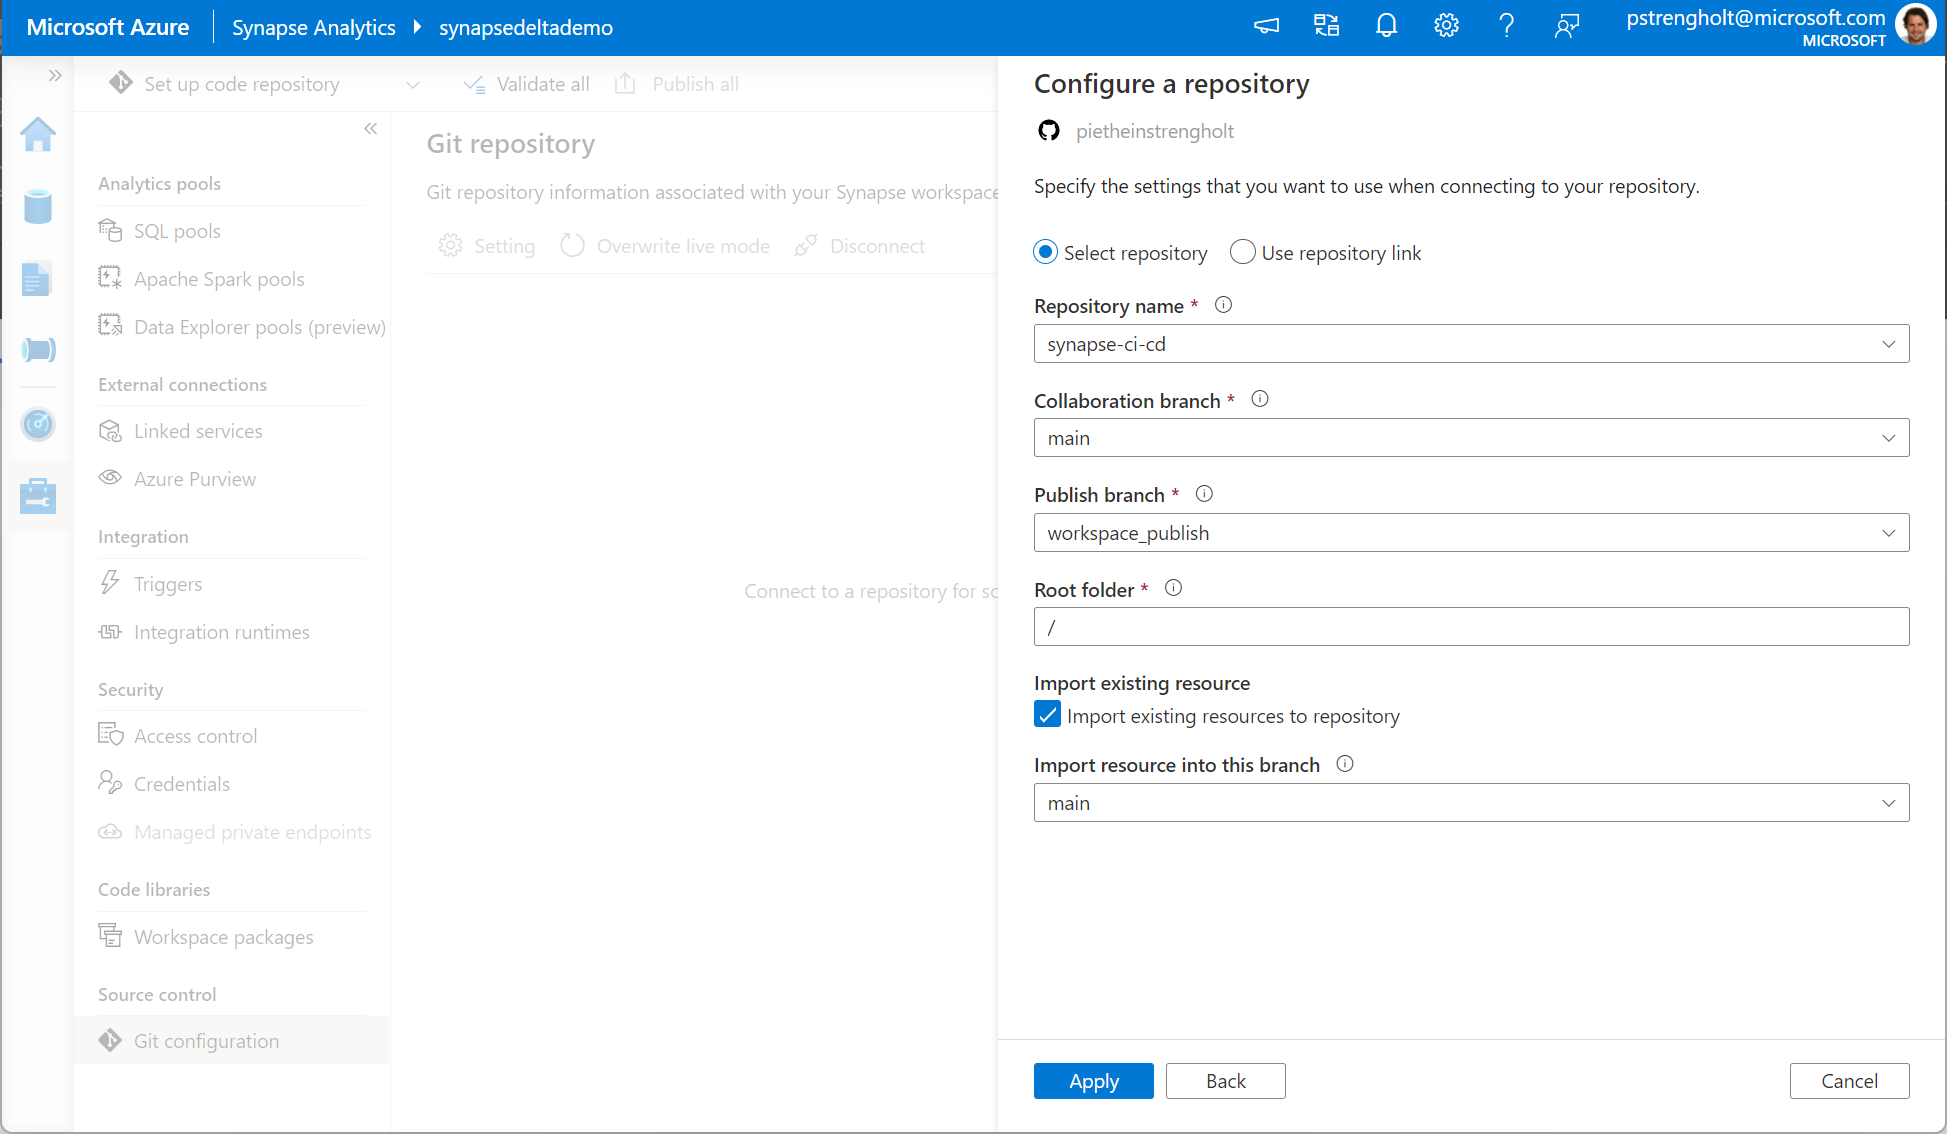 Microsoft Azure
Synapse Analytics
synapsedeltademo
pstrengholt@microsoft.com
MICROSOFT
Set up code repository
Validate all
Publish all
Analytics pools
SQL pools
Apache Spark pools
Data Explorer pools (preview)
External connections
Linked services
Azure Purview
Integration
Triggers
Integration runtimes
Security
Access control
Credentials
Managed private endpoints
Code libraries
Workspace packages
Source control
Git configuration
Git repository
Git repository information associated with your Synapse workspace
Setting
Overwrite live mode
Disconnect
Connect to a repository for
Configure a repository
pietheinstrengholt
Specify the settings that you want to use when connecting to your repository.
Select repository
Use repository link
Repository name *
synapse-ci-cd
Collaboration branch *
main
Publish branch *
workspace_publish
Root folder *
/
Import existing resource
Import existing resources to repository
Import resource into this branch
main
Apply
Back
Cancel